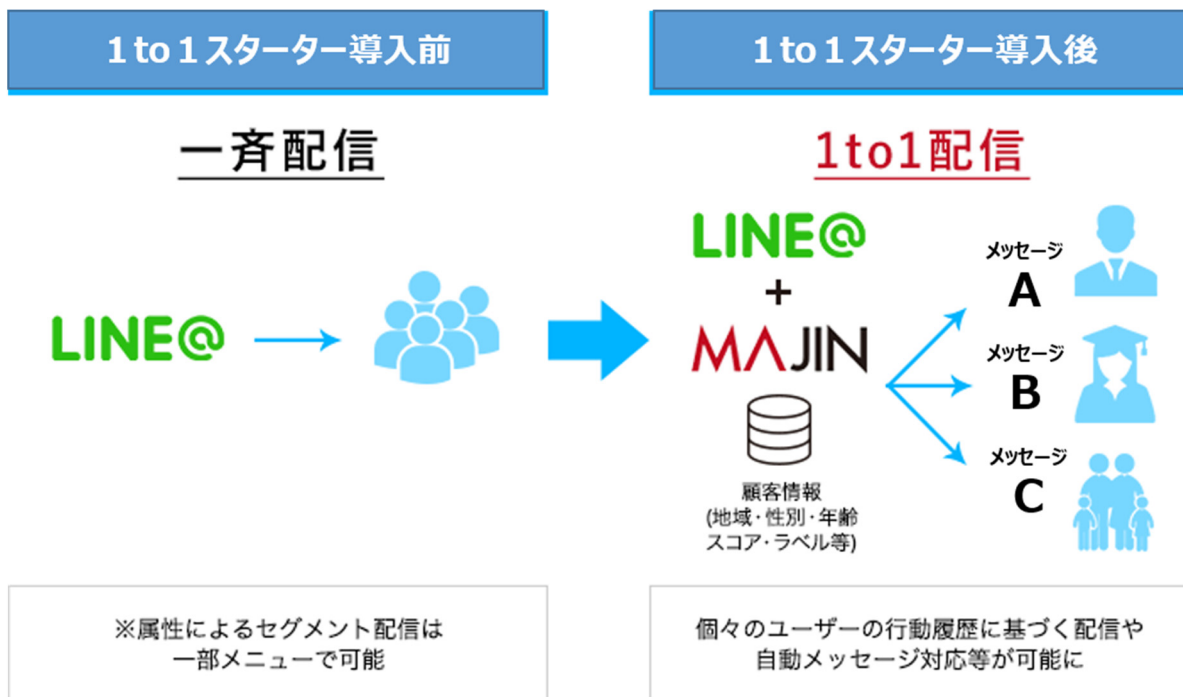 1to1スターター導入前
一斉配信
LINE@
※属性によるセグメント配信は
一部メニューで可能
1to1スターター導入後
1to1配信
LINE@
+
MAJIN
顧客情報
(地域・性別・年齢
スコア・ラベル等)
メッセージ
A
メッセージ
B
メッセージ
C
個々のユーザーの行動履歴に基づく配信や
自動メッセージ対応等が可能に